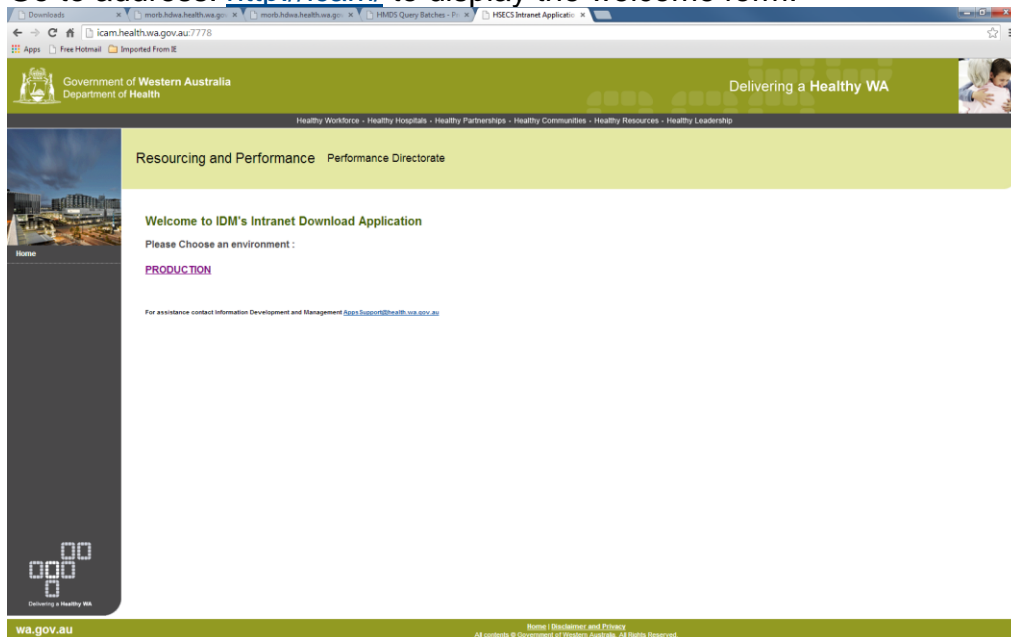 Go to address: http://icam/ to display the welcome form.
Downloads
morb.hdwa.health.wa.gov
morb.hdwa.health.wa.gov
HMDS Query Batches - Pr
HSECS Intranet Applicatio
icam.health.wa.gov.au:7778
Apps
Free Hotmail
Imported From IE
Government of Western Australia
Department of Health
Delivering a Healthy WA
Healthy Workforce - Healthy Hospitals - Healthy Partnerships - Healthy Communities - Healthy Resources - Healthy Leadership
Resourcing and Performance Performance Directorate
Home
Welcome to IDM's Intranet Download Application
Please Choose an environment :
PRODUCTION
For assistance contact Information Development and Management AppsSupport@health.wa.gov.au
Delivering a Healthy WA
wa.gov.au
Home | Disclaimer and Privacy
All contents © Government of Western Australia. All Rights Reserved.